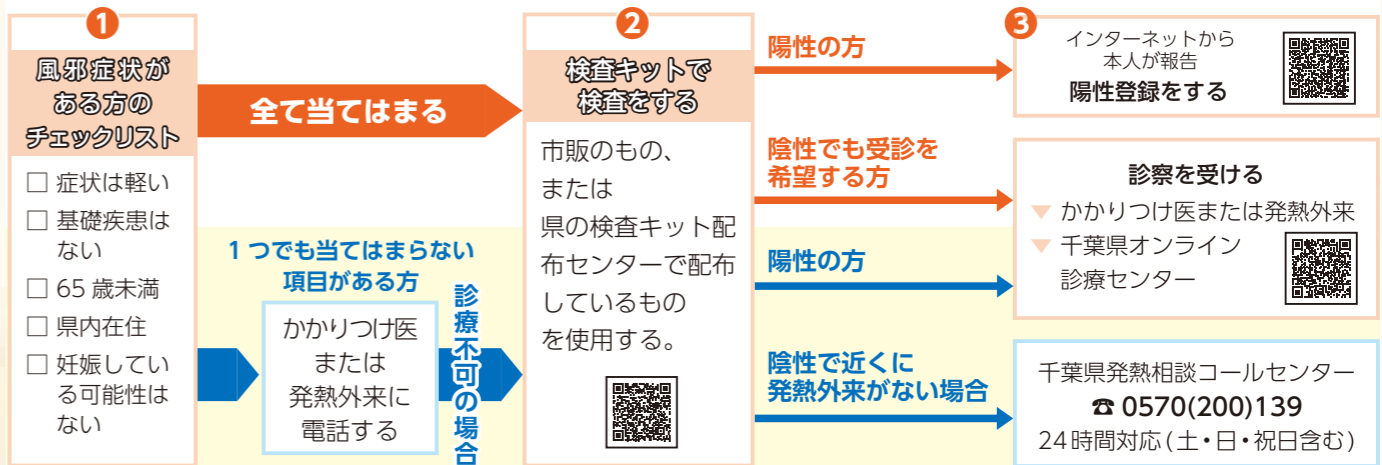 1
風邪症状が
ある方の
チェックリスト
□ 症状は軽い
□ 基礎疾患は
ない
□ 65歳未満
□ 県内在住
□ 妊娠してい
る可能性は
ない
全て当てはまる
1つでも当てはまらない
項目がある方
かかりつけ医
または
発熱外来に
電話する
診療不可の場合
2
検査キットで
検査をする
市販のもの、
または
県の検査キット配
布センターで配布
しているもの
を使用する。
陽性の方
陰性でも受診を
希望する方
陽性の方
陰性で近くに
発熱外来がない場合
3
インターネットから
本人が報告
陽性登録をする
診察を受ける
▼ かかりつけ医または発熱外来
▼ 千葉県オンライン
診療センター
千葉県発熱相談コールセンター
☎ 0570(200)139
24時間対応(土・日・祝日含む)